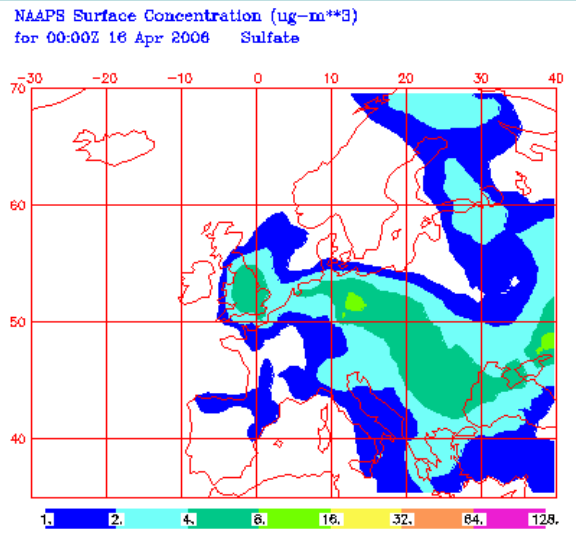 NAAPS Surface Concentration (ug-m**3)
for 00:00Z 16 Apr 2006 Sulfate
-30 -20 -10 0 10 20 30 40
70
60
50
40
1. 2. 4. 8. 16. 32. 64. 128.